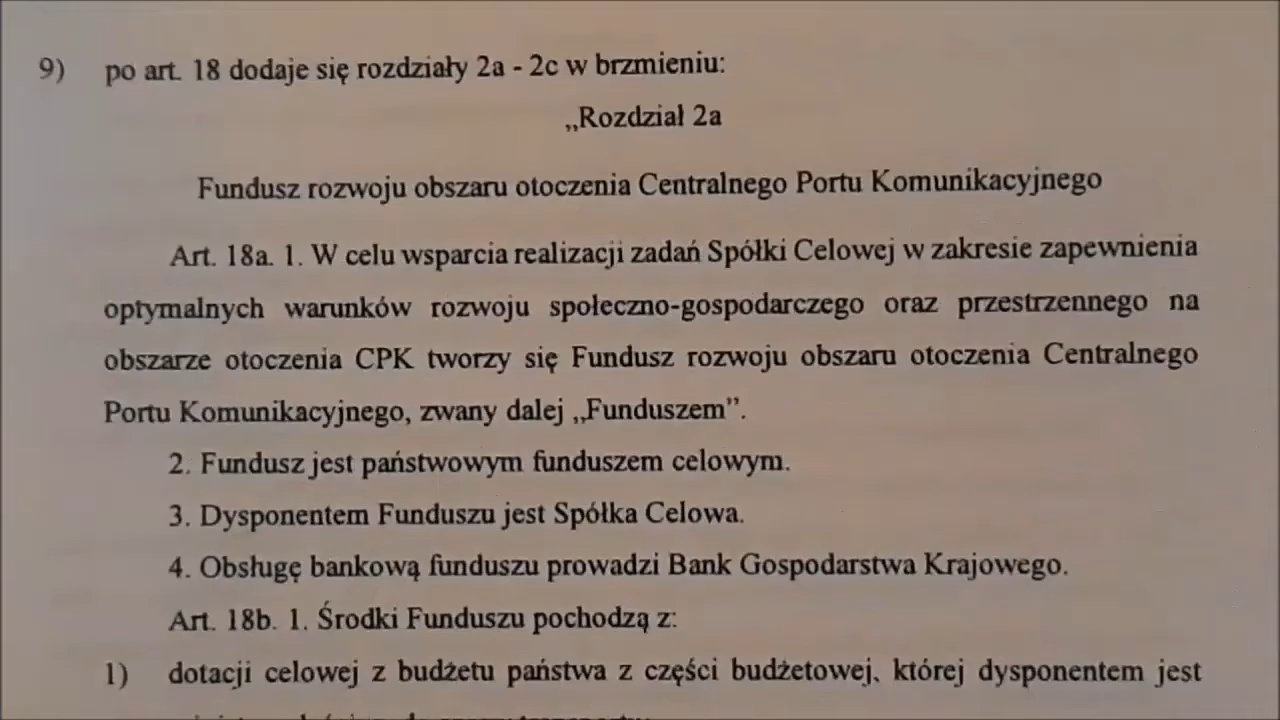 9) po art. 18 dodaje się rozdziały 2a - 2c w brzmieniu:
„Rozdział 2a
Fundusz rozwoju obszaru otoczenia Centralnego Portu Komunikacyjnego
Art. 18a. 1. W celu wsparcia realizacji zadań Spółki Celowej w zakresie zapewnienia
optymalnych warunków rozwoju społeczno-gospodarczego oraz przestrzennego na
obszarze otoczenia CPK tworzy się Fundusz rozwoju obszaru otoczenia Centralnego
Portu Komunikacyjnego, zwany dalej „Funduszem”.
2. Fundusz jest państwowym funduszem celowym.
3. Dysponentem Funduszu jest Spółka Celowa.
4. Obsługę bankową funduszu prowadzi Bank Gospodarstwa Krajowego.
Art. 18b. 1. Środki Funduszu pochodzą z:
1) dotacji celowej z budżetu państwa z części budżetowej, której dysponentem jest